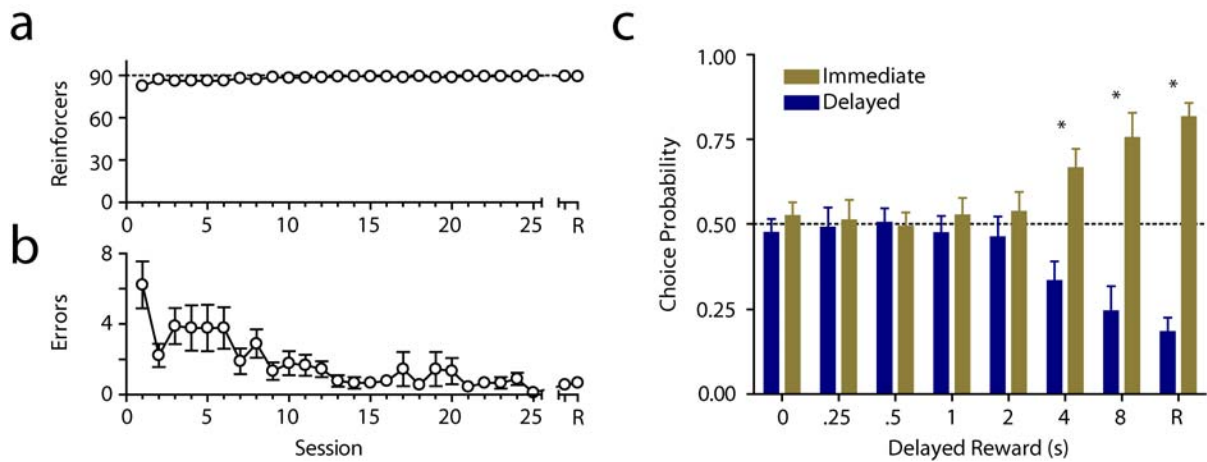 a
Reinforcers
90
90
30
0
0
5
10
15
20
25
R
b
Errors
8
4
0
0
5
10
15
20
25
R
Session
c
Choice Probability
1.00
0.75
0.50
0.25
0.00
Immediate
Delayed
*
*
*
0
.25
.5
1
2
4
8
R
Delayed Reward (s)